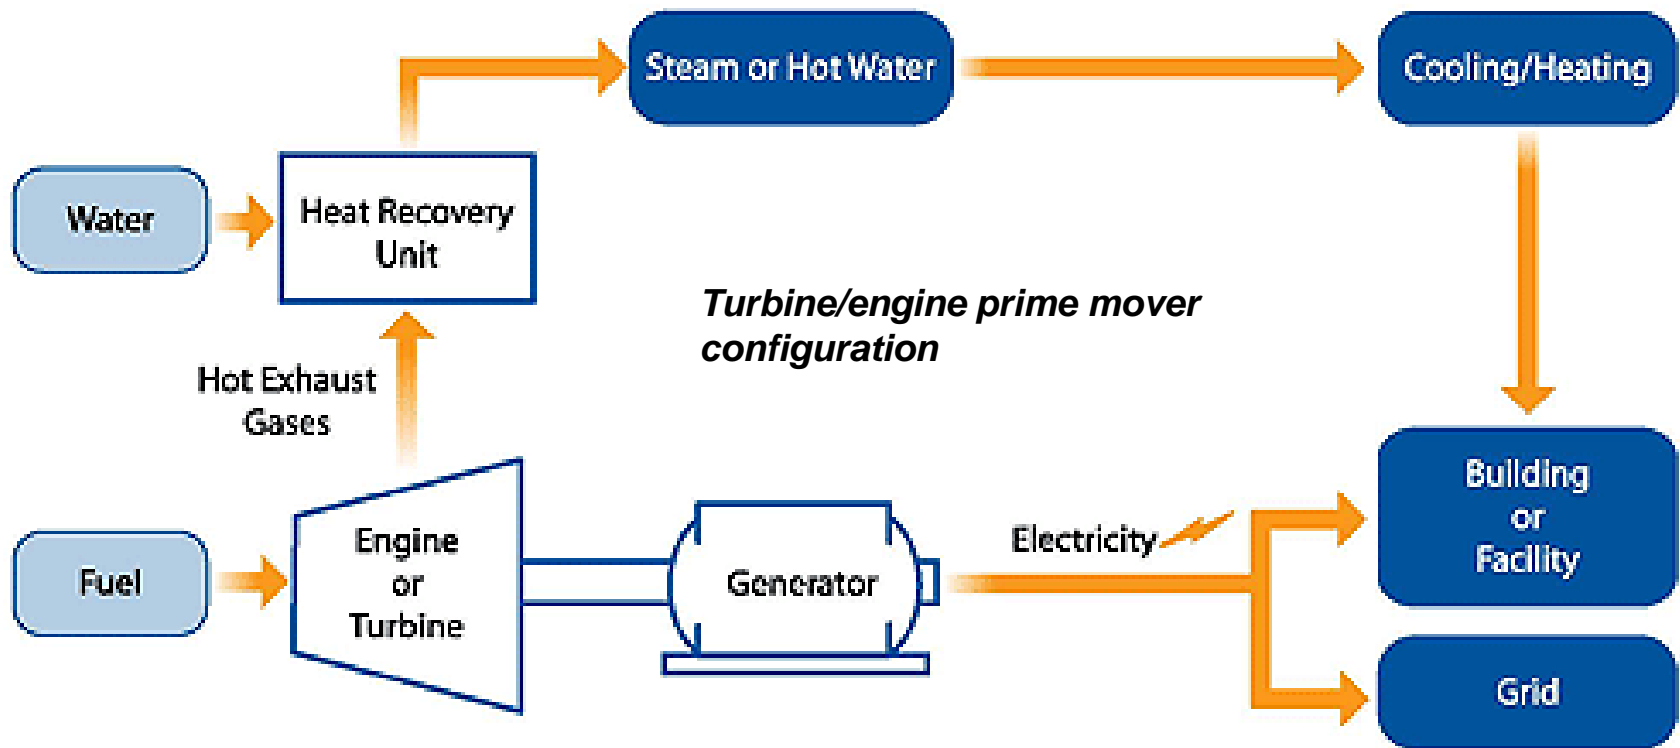 Steam or Hot Water
Cooling/Heating
Water
Heat Recovery
Unit
Turbine/engine prime mover
configuration
Hot Exhaust
Gases
Fuel
Engine
or
Turbine
Generator
Electricity
Building
or
Facility
Grid